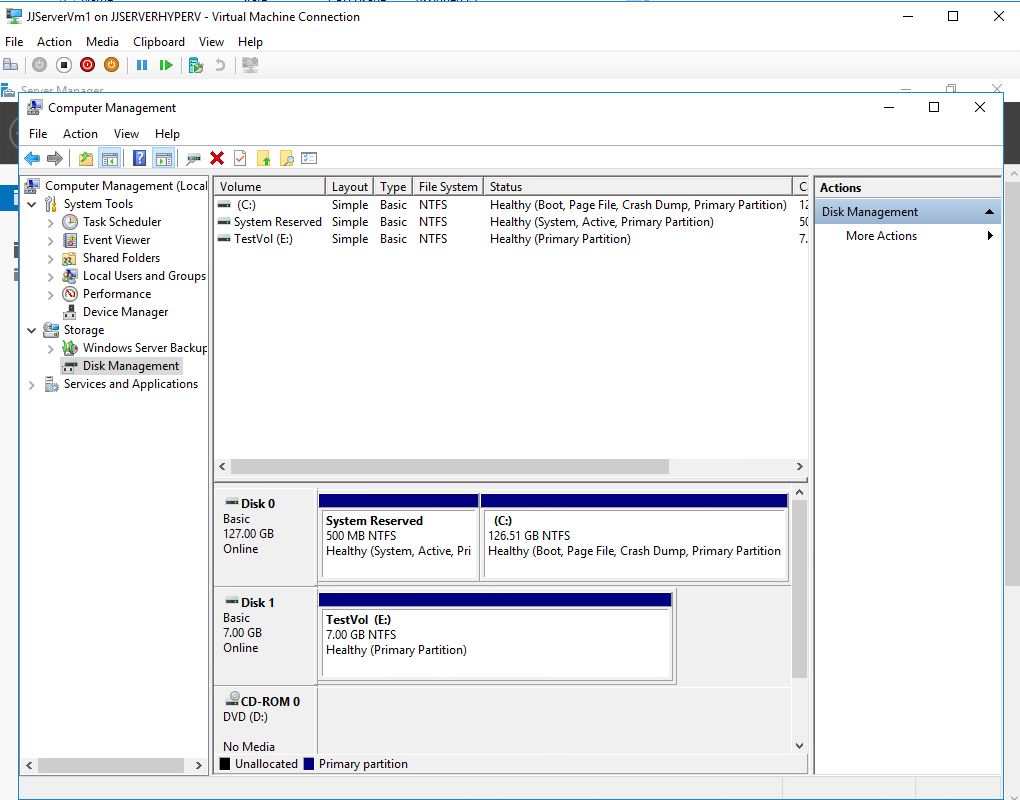 JJServerVm1 on JJSERVERHYPERV - Virtual Machine Connection
File Action Media Clipboard View Help
Server Manager
Computer Management
File Action View Help
Computer Management (Local
System Tools
Task Scheduler
Event Viewer
Shared Folders
Local Users and Groups
Performance
Device Manager
Storage
Windows Server Backup
Disk Management
Services and Applications
Volume Layout Type File System Status
(C:) Simple Basic NTFS Healthy (Boot, Page File, Crash Dump, Primary Partition)
System Reserved Simple Basic NTFS Healthy (System, Active, Primary Partition)
TestVol (E:) Simple Basic NTFS Healthy (Primary Partition)
Disk 0
Basic
127.00 GB
Online
System Reserved
500 MB NTFS
Healthy (System, Active, Pri
(C:)
126.51 GB NTFS
Healthy (Boot, Page File, Crash Dump, Primary Partition
Disk 1
Basic
7.00 GB
Online
TestVol (E:)
7.00 GB NTFS
Healthy (Primary Partition)
CD-ROM 0
DVD (D:)
No Media
Unallocated Primary partition
Actions
Disk Management
More Actions